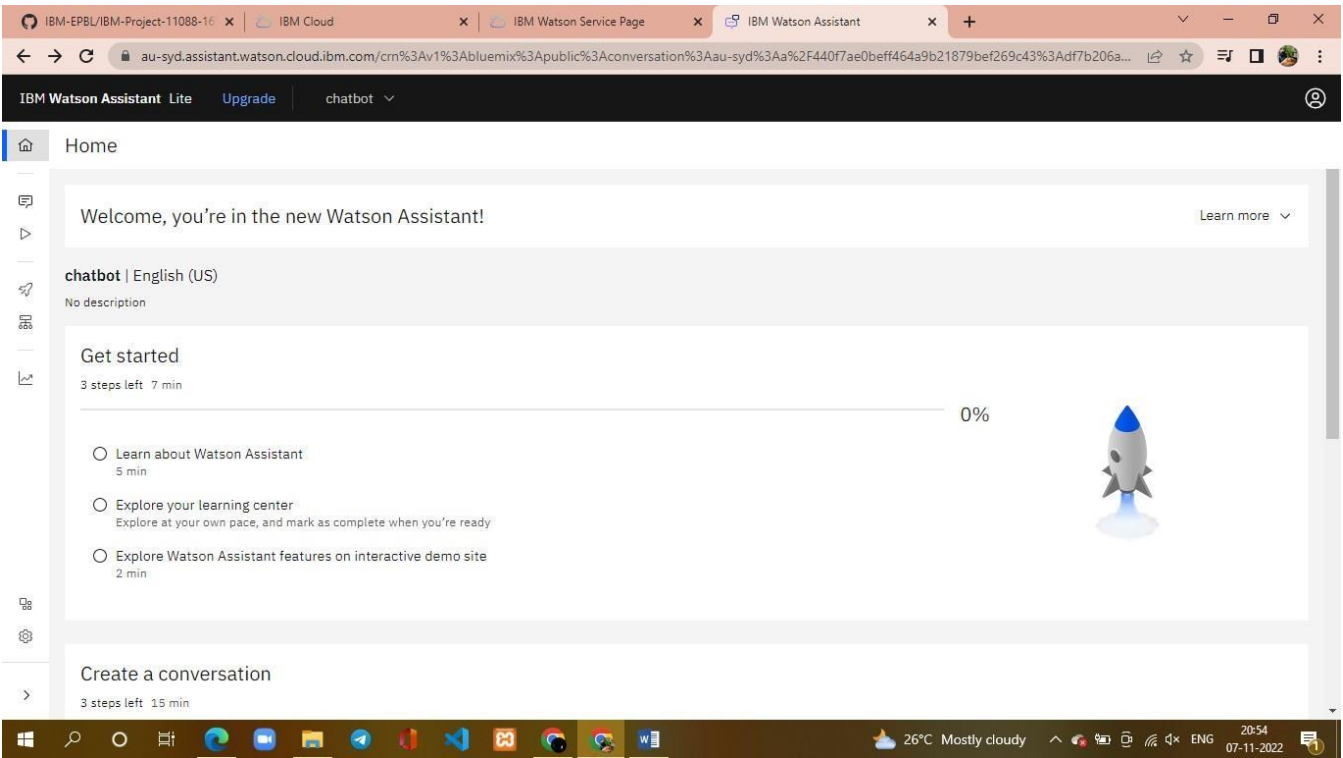 IBM-EPBL/IBM-Project-11088-16
IBM Cloud
IBM Watson Service Page
IBM Watson Assistant
au-syd.assistant.watson.cloud.ibm.com/crn%3Av1%3Abluemix%3Apublic%3Aconversation%3Aau-syd%3Aa%2F440f7ae0beff464a9b21879bef269c43%3Adf7b206a...
IBM Watson Assistant Lite Upgrade chatbot
Home
Welcome, you're in the new Watson Assistant!
Learn more
chatbot | English (US)
No description
Get started
3 steps left 7 min
0%
Learn about Watson Assistant
5 min
Explore your learning center
Explore at your own pace, and mark as complete when you're ready
Explore Watson Assistant features on interactive demo site
2 min
Create a conversation
3 steps left 15 min
26°C Mostly cloudy
ENG
20:54
07-11-2022
1